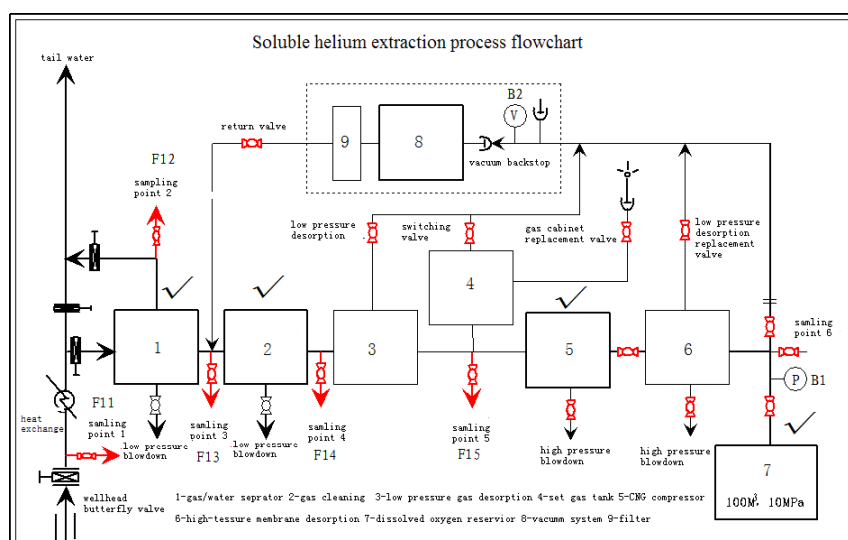 Soluble helium extraction process flowchart
tail water
B2
V
return valve
9
8
vacuum backstop
F12
sampling
point 2
low pressure
desorption
switching
valve
gas cabinet
replacement valve
low pressure
desorption
replacement
valve
4
1
2
3
5
6
samling
point 6
P
B1
heat
exchange
F11
samling
point 1
low pressure
blowdown
sampling
point 3
F13
low pressure
blowdown
sampling
point 4
F14
sampling
point 5
F15
high pressure
blowdown
high pressure
blowdown
7
100M³, 10MPa
wellhead
butterfly valve
1-gas/water seprator 2-gas cleaning 3-low pressure gas desorption 4-set gas tank 5-CNG compressor
6-high-tessure membrane desorption 7-dissolved oxygen reservior 8-vacumm system 9-filter